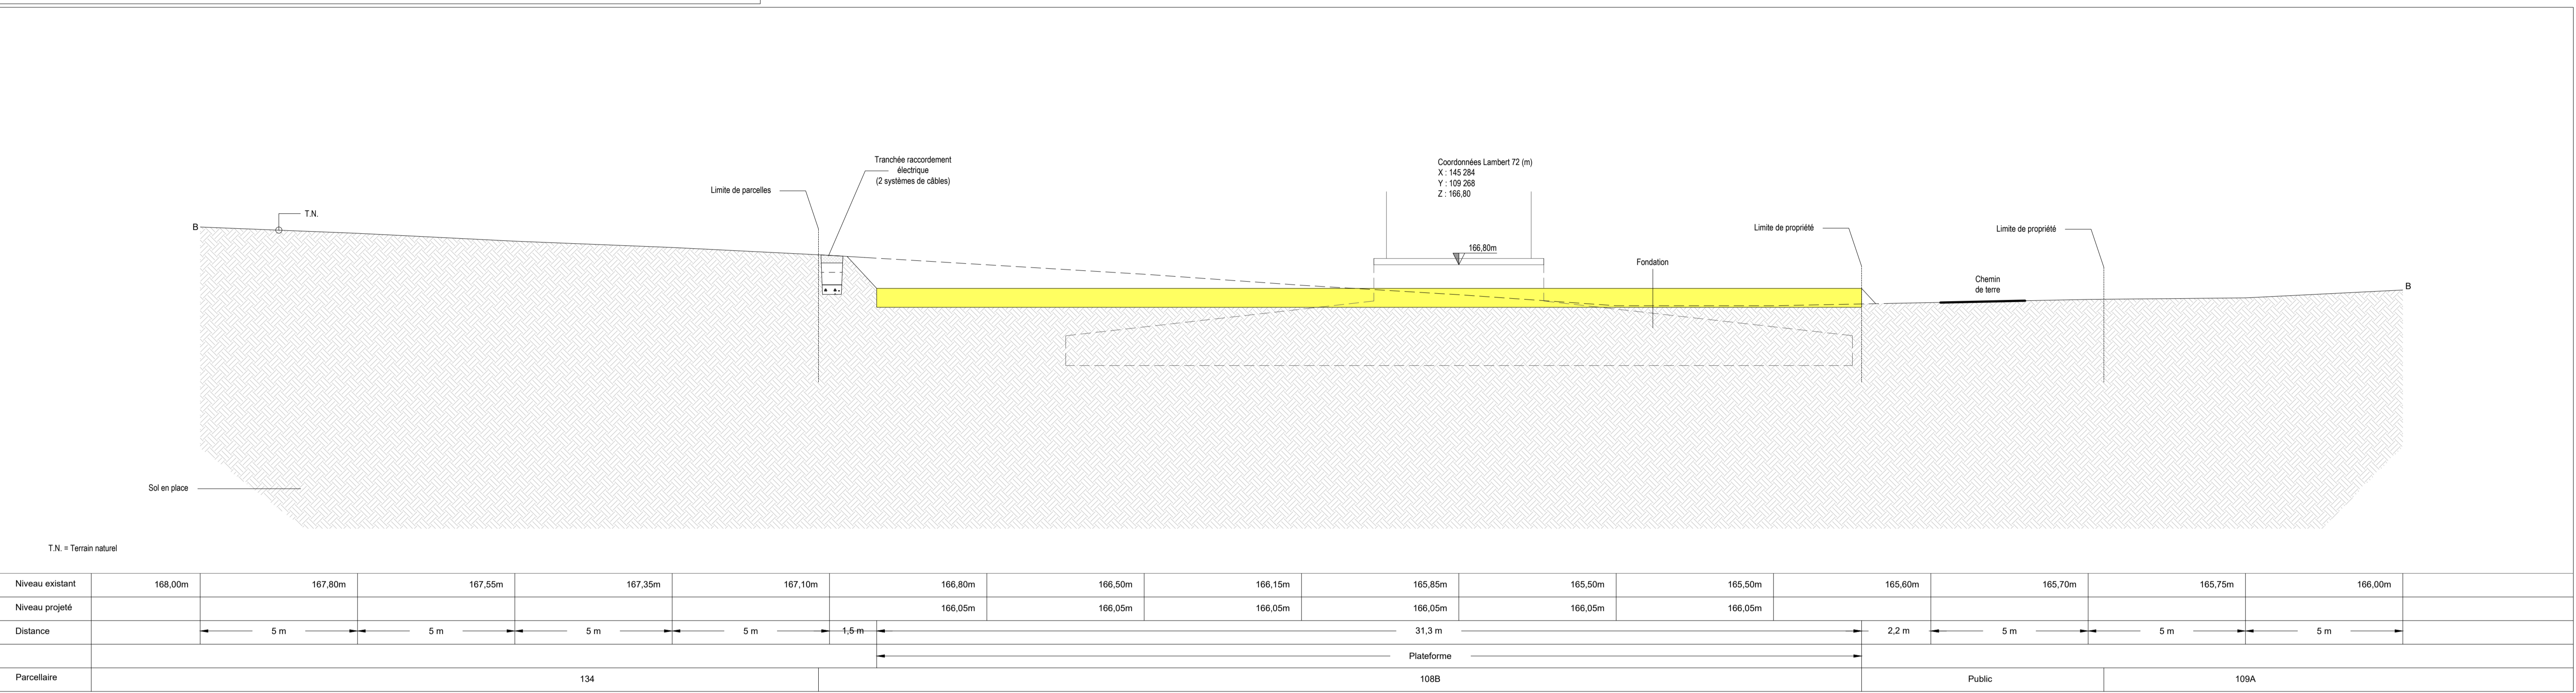 Tranchée raccordement
électrique
(2 systèmes de câbles)
Coordonnées Lambert 72 (m)
X : 145 284
Y : 109 268
Z : 166,80
Limite de parcelles
T.N.
B
Limite de propriété
Limite de propriété
166,80m
Fondation
Chemin
de terre
B
Sol en place
T.N. = Terrain naturel
Niveau existant 168,00m 167,80m 167,55m 167,35m 167,10m 166,80m 166,50m 166,15m 165,85m 165,50m 165,50m 165,60m 165,70m 165,75m 166,00m
Niveau projeté 166,05m 166,05m 166,05m 166,05m 166,05m 166,05m
Distance 5 m 5 m 5 m 5 m 1,5 m 31,3 m 2,2 m 5 m 5 m 5 m
Plateforme
Parcellaire 134 108B Public 109A